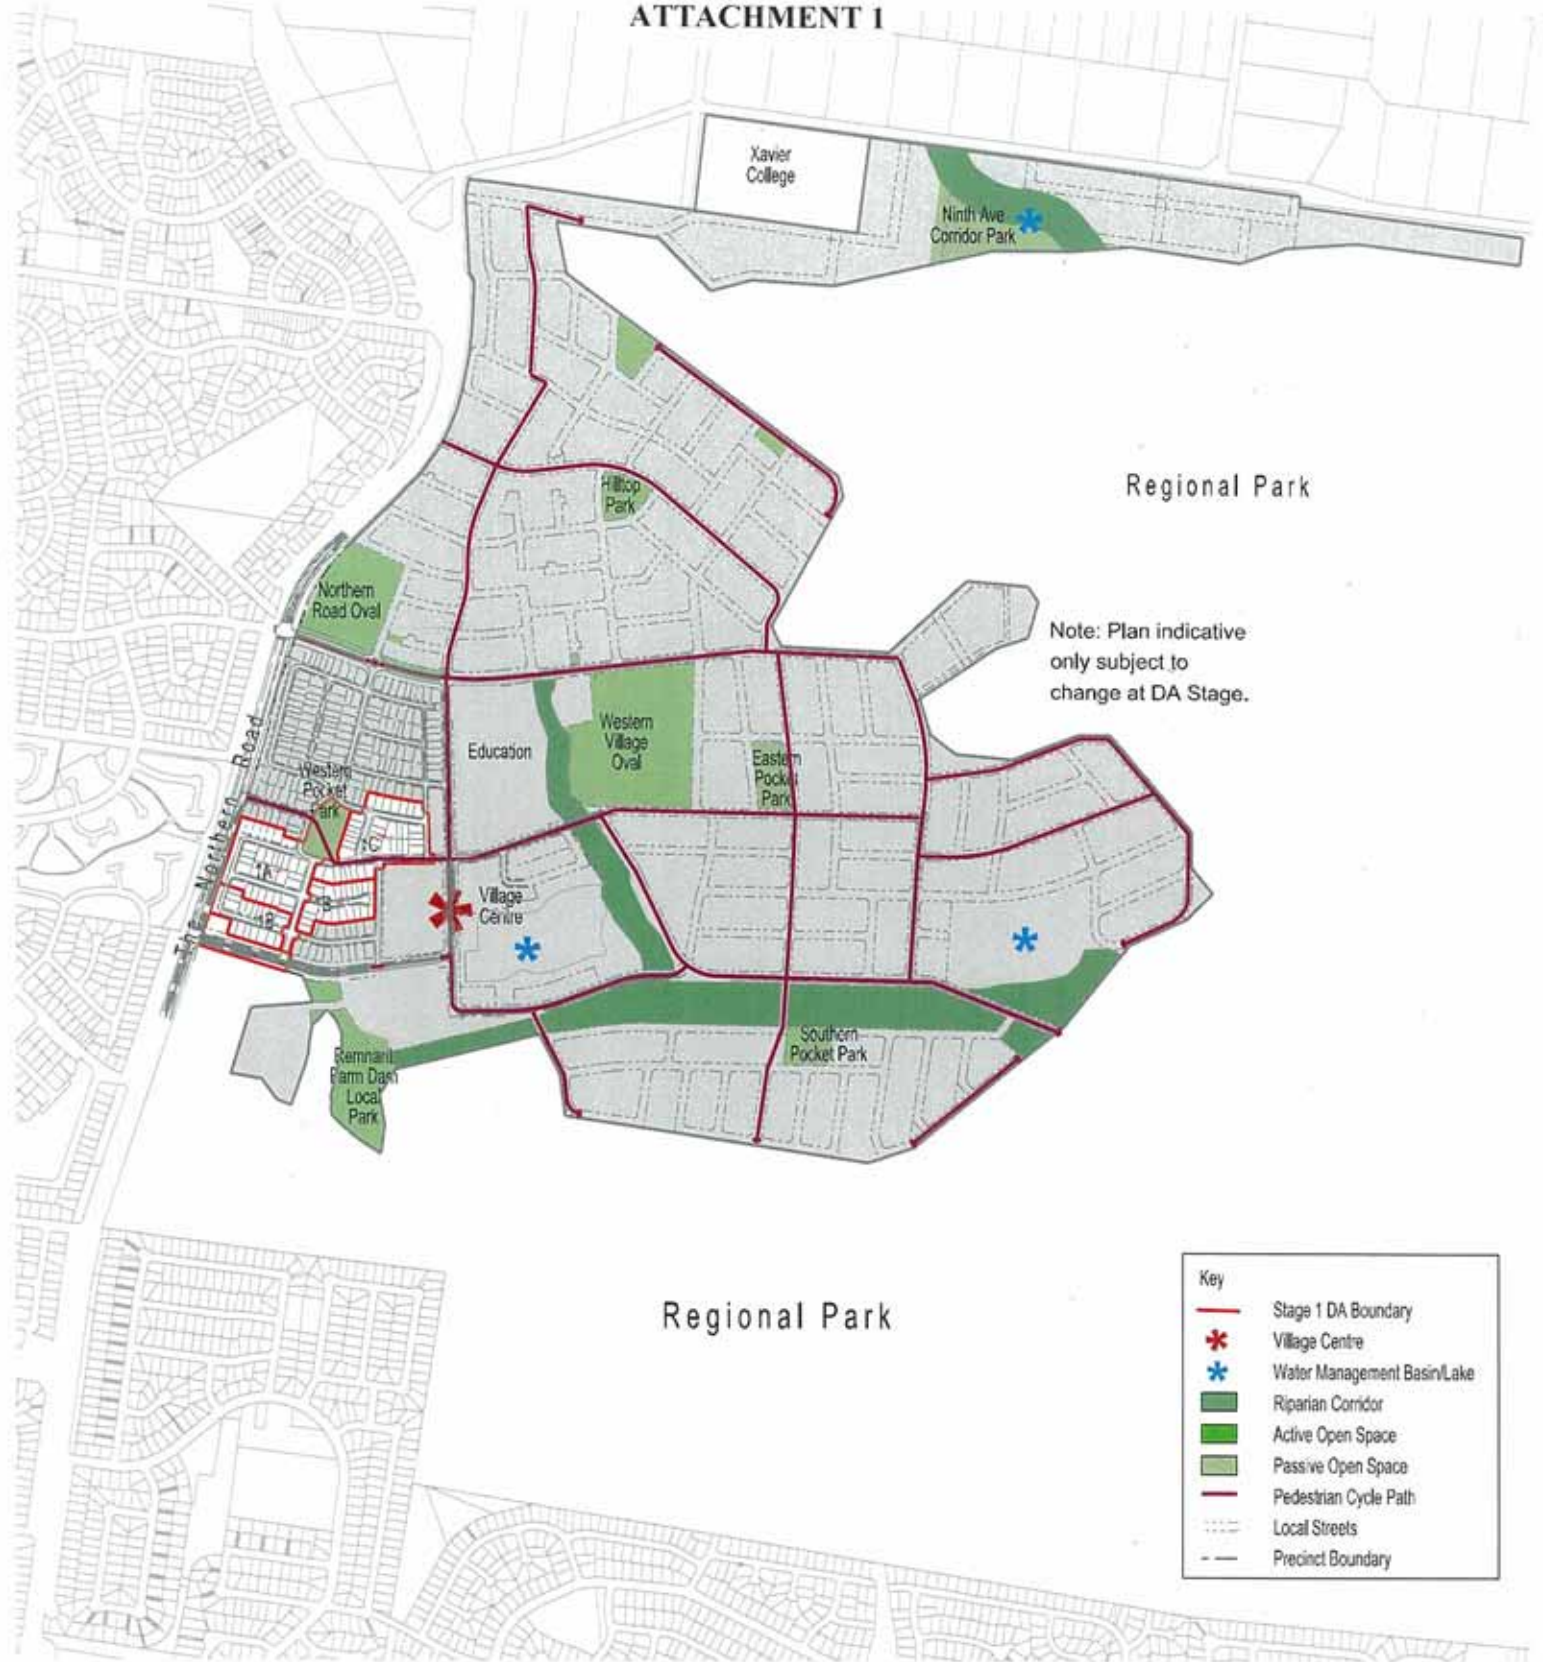 ATTACHMENT 1
Xavier
College
Ninth Ave
Corridor Park
Regional Park
Hilltop
Park
Northern
Road Oval
Note: Plan indicative
only subject to
change at DA Stage.
Western
Village
Oval
Education
Eastern
Pocket
Park
Western
Pocket
Park
The Northern Road
1C
1A
1B
Village
Centre
Southern
Pocket Park
Remnant
Farm Dam
Local
Park
Regional Park
Key
Stage 1 DA Boundary
Village Centre
Water Management Basin/Lake
Riparian Corridor
Active Open Space
Passive Open Space
Pedestrian Cycle Path
Local Streets
Precinct Boundary